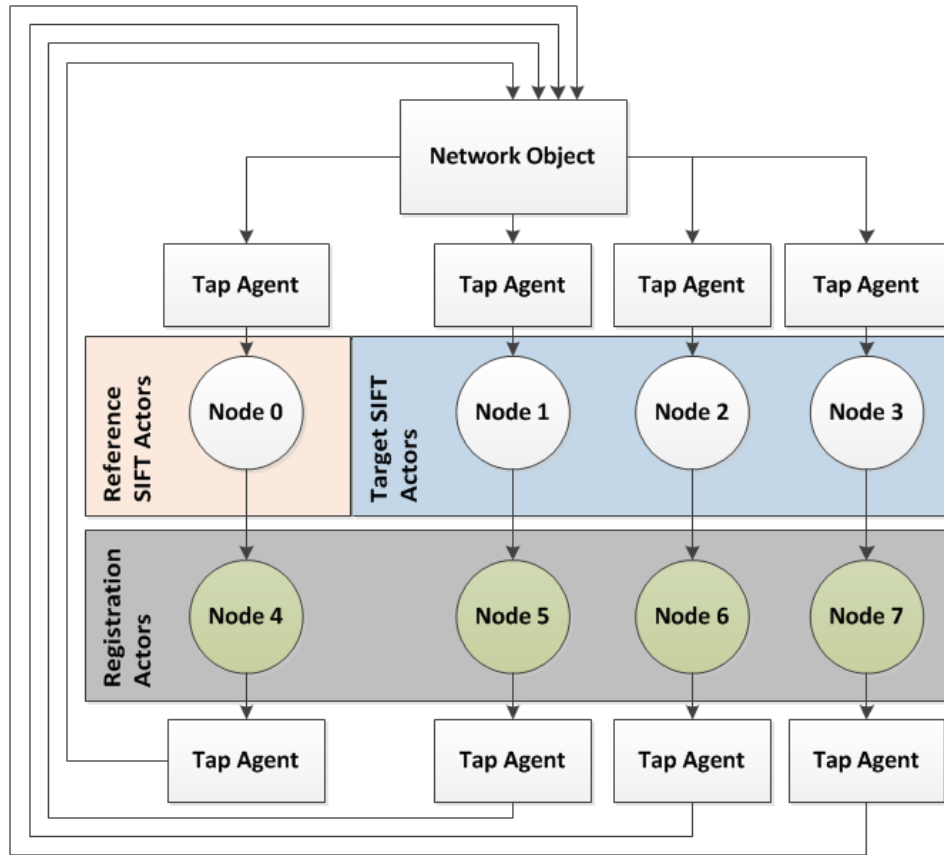 Network Object
Tap Agent
Tap Agent
Tap Agent
Tap Agent
Reference
SIFT Actors
Node 0
Target SIFT
Actors
Node 1
Node 2
Node 3
Registration
Actors
Node 4
Node 5
Node 6
Node 7
Tap Agent
Tap Agent
Tap Agent
Tap Agent